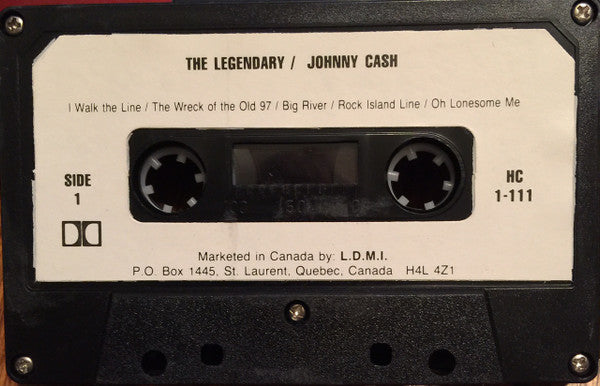 THE LEGENDARY / JOHNNY CASH
I Walk the Line / The Wreck of the Old 97 / Big River / Rock Island Line / Oh Lonesome Me
SIDE
1
HC
1-111
Marketed in Canada by: L.D.M.I.
P.O. Box 1445, St. Laurent, Quebec, Canada H4L 4Z1